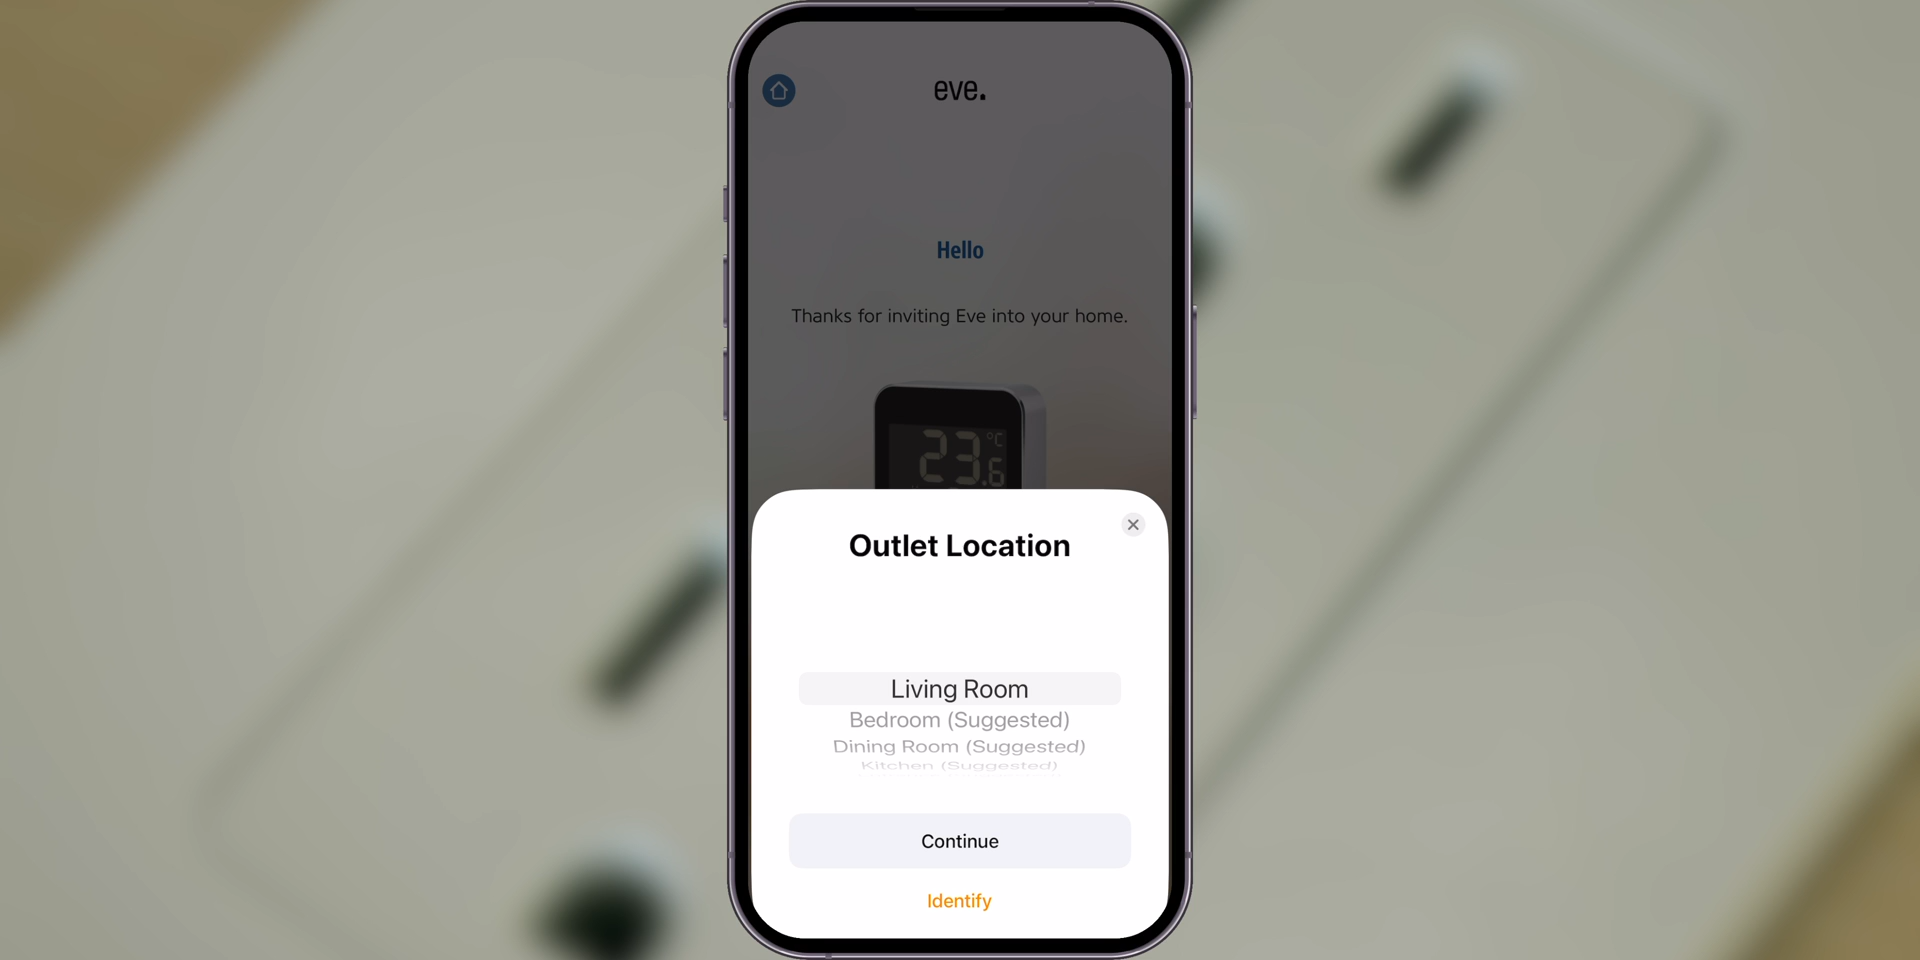 eve.
Hello
Thanks for inviting Eve into your home.
23.6 °C
Outlet Location
Living Room
Bedroom (Suggested)
Dining Room (Suggested)
Kitchen (Suggested)
Continue
Identify